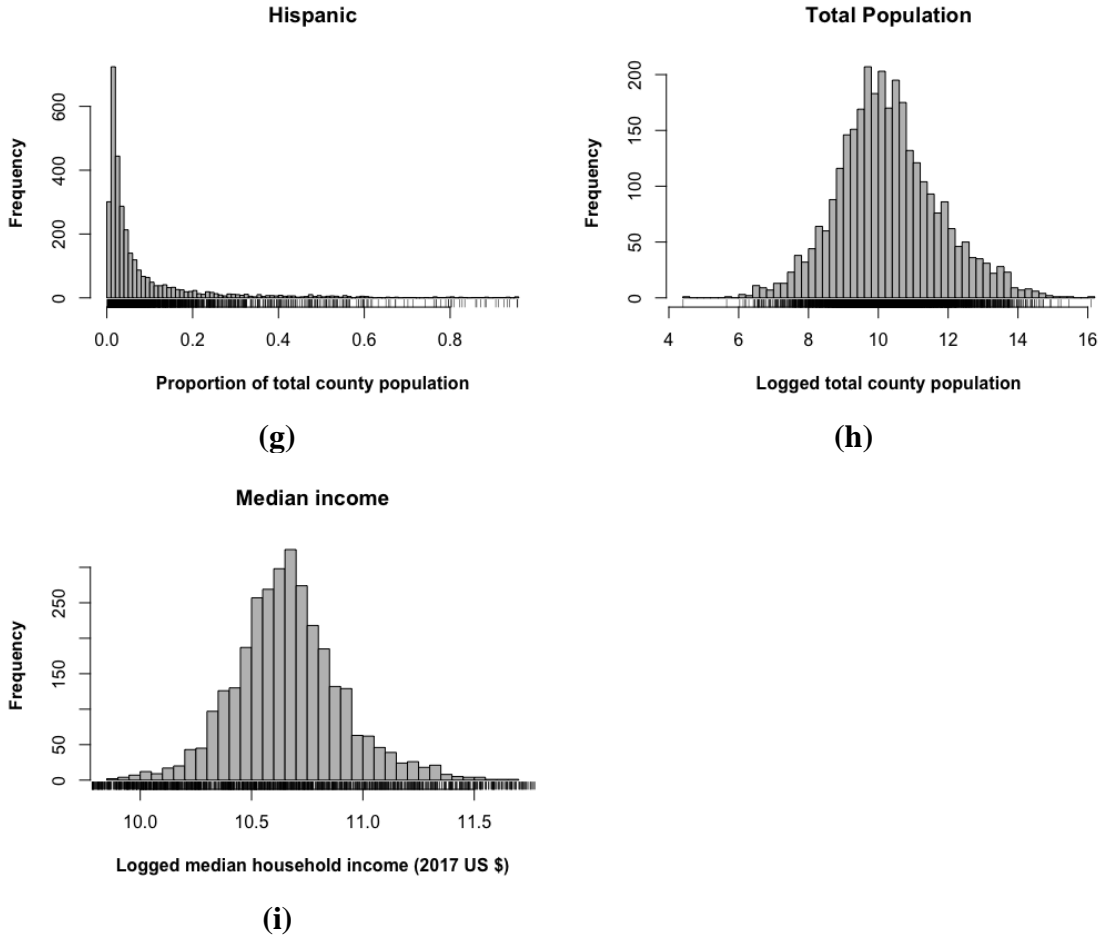 Hispanic
Frequency
0 200 400 600
0.0 0.2 0.4 0.6 0.8
Proportion of total county population
(g)
Total Population
Frequency
0 50 100 150 200
4 6 8 10 12 14 16
Logged total county population
(h)
Median income
Frequency
0 50 150 250
10.0 10.5 11.0 11.5
Logged median household income (2017 US $)
(i)